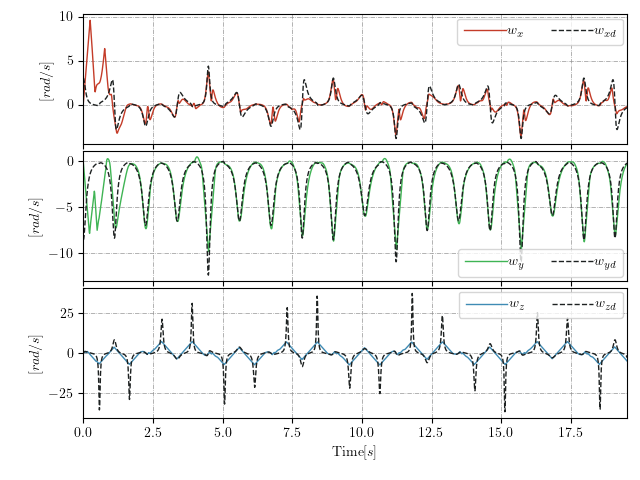 10
5
0
[rad/s]
w_x w_xd
0
−5
−10
[rad/s]
w_y w_yd
25
0
−25
[rad/s]
w_z w_zd
0.0 2.5 5.0 7.5 10.0 12.5 15.0 17.5
Time[s]